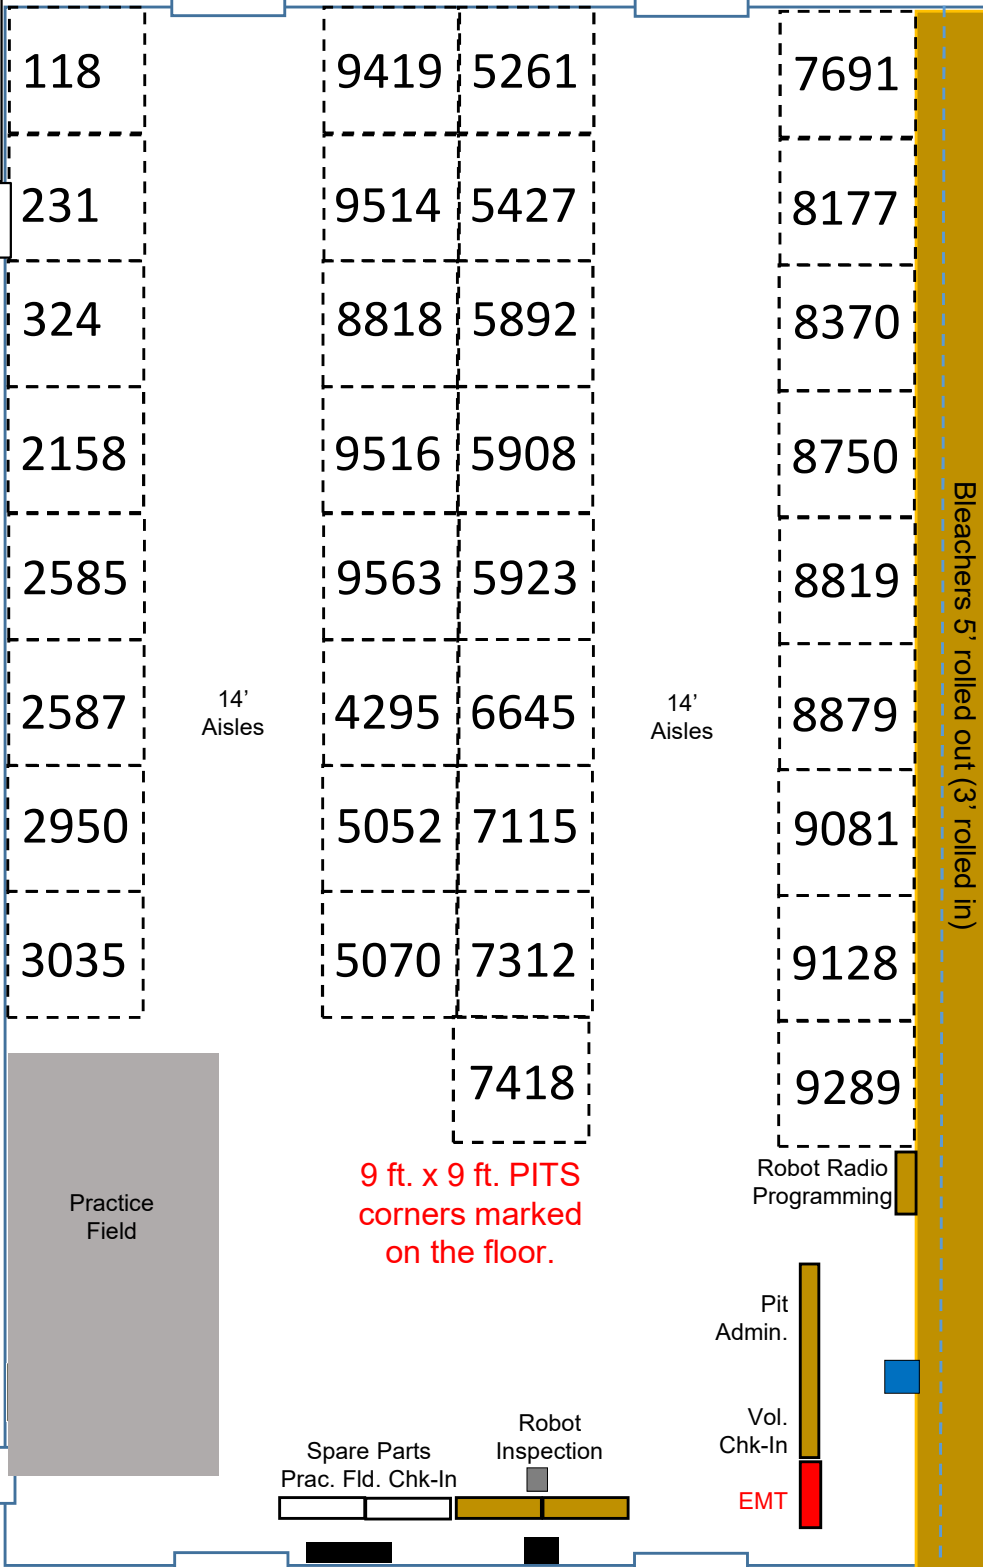 118
9419 5261
7691
231
9514 5427
8177
324
8818 5892
8370
2158
9516 5908
8750
2585
9563 5923
8819
2587
14’
Aisles
4295 6645
14’
Aisles
8879
2950
5052 7115
9081
3035
5070 7312
9128
7418
9289
Bleachers 5’ rolled out (3’ rolled in)
9 ft. x 9 ft. PITS
corners marked
on the floor.
Robot Radio
Programming
Practice
Field
Pit
Admin.
Vol.
Chk-In
EMT
Robot
Inspection
Spare Parts
Prac. Fld. Chk-In